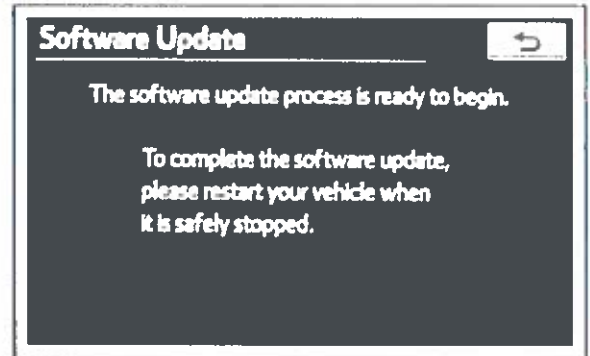 Software Update
The software update process is ready to begin.
To complete the software update,
please restart your vehicle when
it is safely stopped.